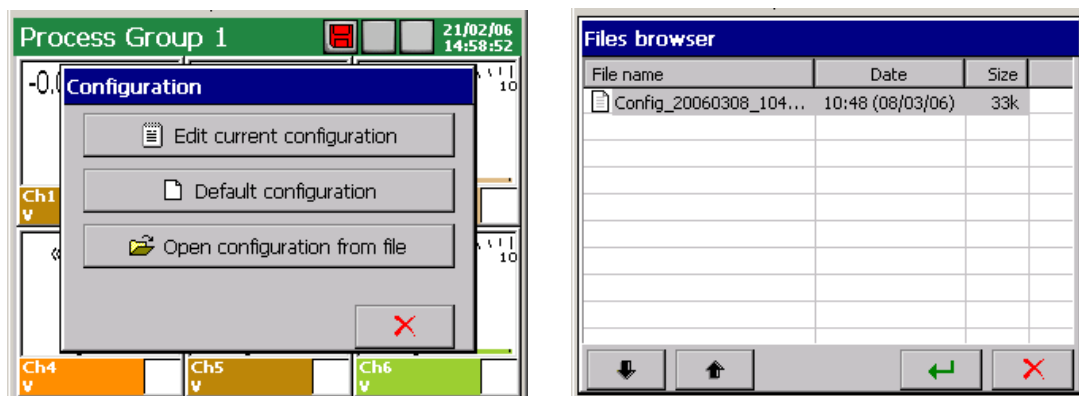 Process Group 1
21/02/06
14:58:52
-0.0
10
Configuration
Edit current configuration
Default configuration
Open configuration from file
Ch1
V
10
Ch4
V
Ch5
V
Ch6
V
Files browser
File name Date Size
Config_20060308_104... 10:48 (08/03/06) 33k